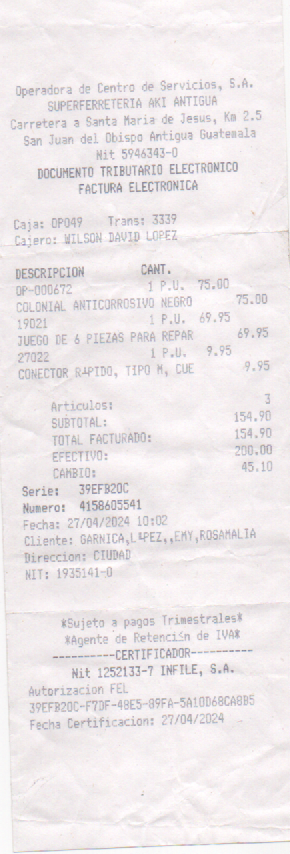 Operadora de Centro de Servicios, S.A.
SUPERFERRETERIA AKI ANTIGUA
Carretera a Santa Maria de Jesus, Km 2.5
San Juan del Obispo Antigua Guatemala
Nit 5946343-0
DOCUMENTO TRIBUTARIO ELECTRONICO
FACTURA ELECTRONICA
Caja: OP049 Trans: 3339
Cajero: WILSON DAVID LOPEZ
DESCRIPCION CANT.
OP-000672 1 P.U. 75.00
COLONIAL ANTICORROSIVO NEGRO 75.00
19021 1 P.U. 69.95
JUEGO DE 6 PIEZAS PARA REPAR 69.95
27022 1 P.U. 9.95
CONECTOR R╨PIDO, TIPO M, CUE 9.95
Articulos: 3
SUBTOTAL: 154.90
TOTAL FACTURADO: 154.90
EFECTIVO: 200.00
CAMBIO: 45.10
Serie: 39EFB20C
Numero: 4158605541
Fecha: 27/04/2024 10:02
Cliente: GARNICA,L╨PEZ,,EMY,ROSAMALIA
Direccion: CIUDAD
NIT: 1935141-0
*Sujeto a pagos Trimestrales*
*Agente de Retención de IVA*
----------CERTIFICADOR----------
Nit 1252133-7 INFILE, S.A.
Autorizacion FEL
39EFB20C-F7DF-48E5-89FA-5A10D68CA8D5
Fecha Certificacion: 27/04/2024